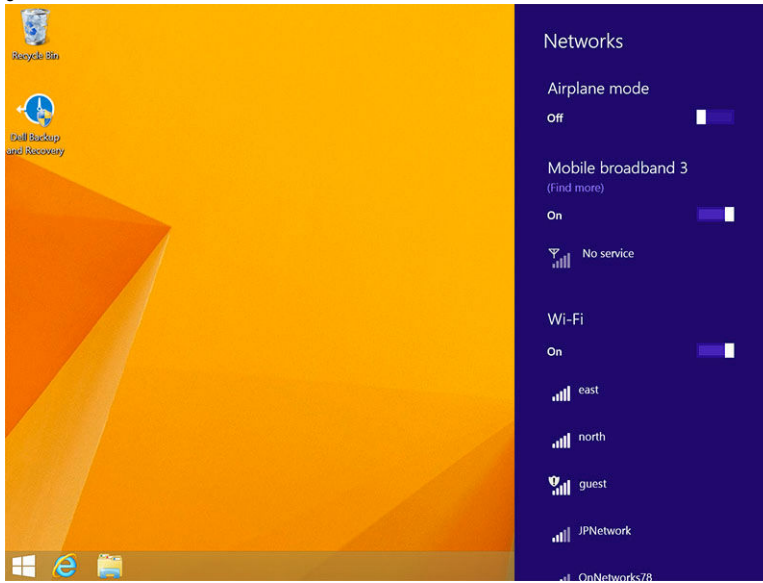 Recycle Bin
Dell Backup
and Recovery
Networks
Airplane mode
Off
Mobile broadband 3
(Find more)
On
No service
Wi-Fi
On
east
north
guest
JPNetwork
OnNetworks78